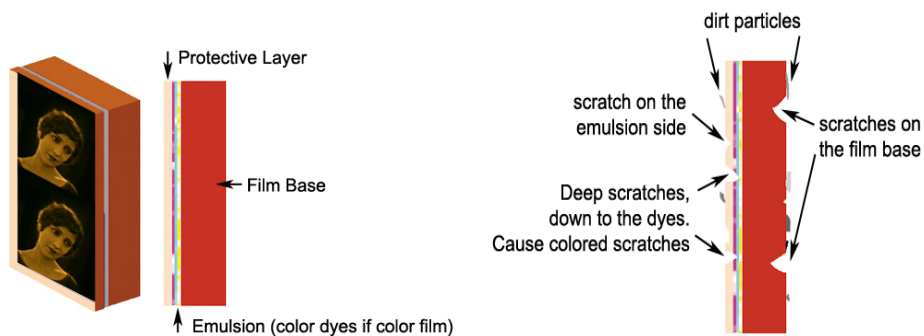 Protective Layer
Film Base
Emulsion (color dyes if color film)
dirt particles
scratch on the
emulsion side
scratches on
the film base
Deep scratches,
down to the dyes.
Cause colored scratches